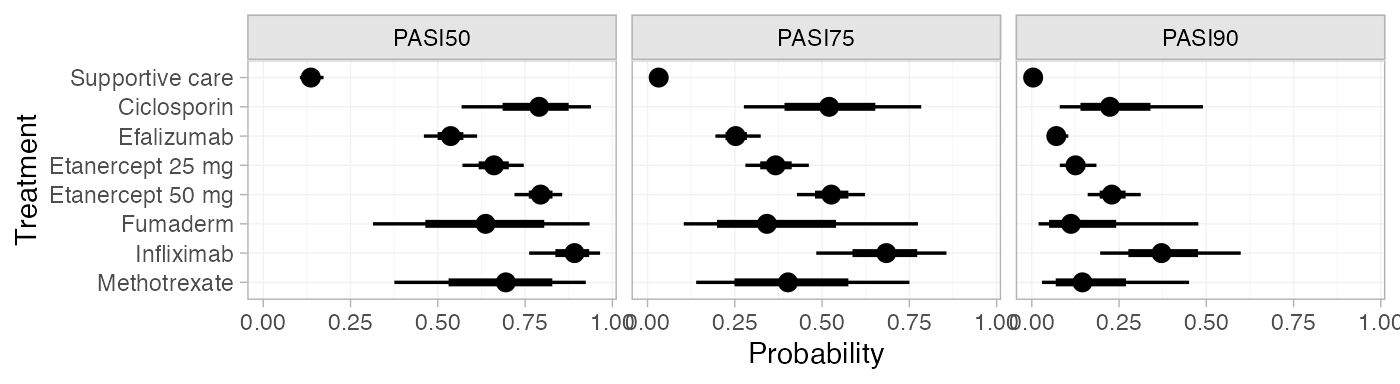 PASI50 PASI75 PASI90
Supportive care
Ciclosporin
Efalizumab
Etanercept 25 mg
Etanercept 50 mg
Fumaderm
Infliximab
Methotrexate
Treatment
0.00 0.25 0.50 0.75 1.00 0.00 0.25 0.50 0.75 1.00 0.00 0.25 0.50 0.75 1.00
Probability